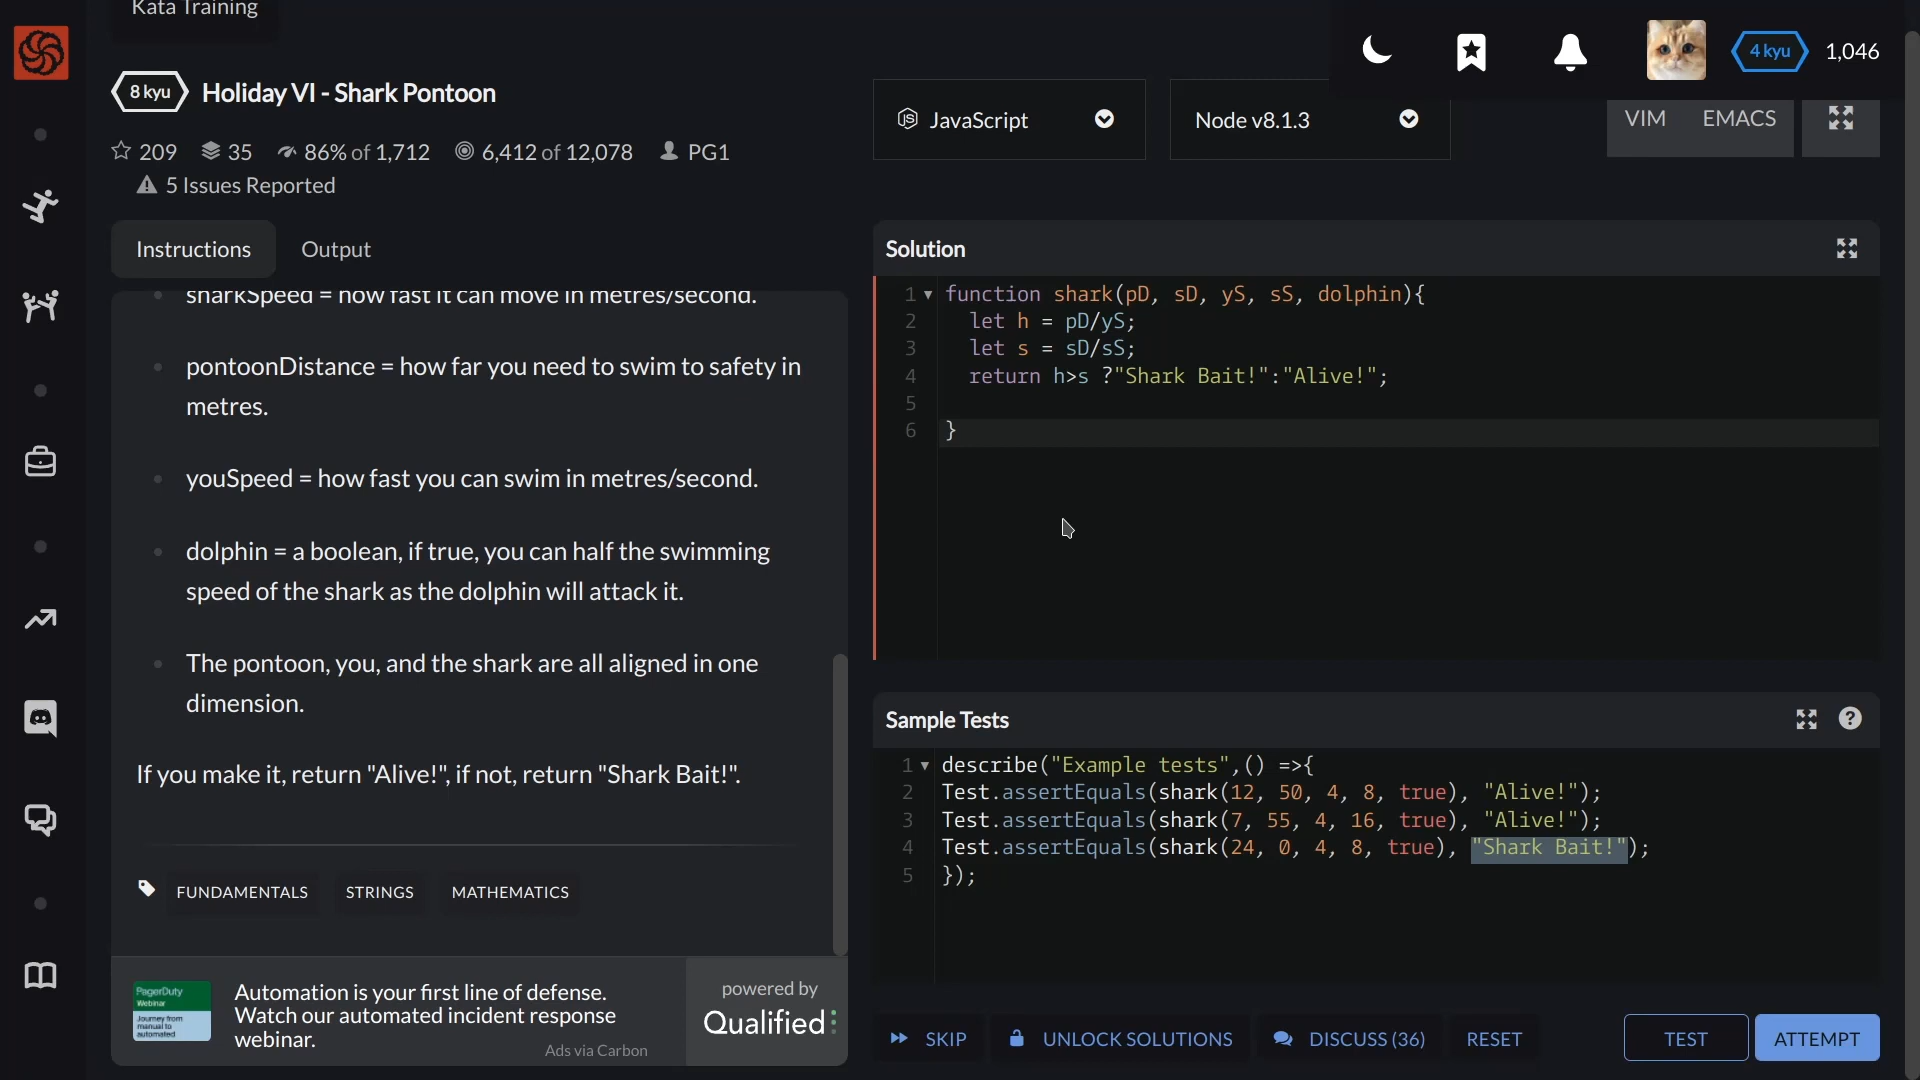 Kata Training
4 kyu 1,046
8 kyu Holiday VI - Shark Pontoon
JavaScript
Node v8.1.3
VIM EMACS
209 35 86% of 1,712 6,412 of 12,078 PG1
5 Issues Reported
Instructions Output
sharkSpeed = how fast it can move in metres/second.
pontoonDistance = how far you need to swim to safety in
metres.
youSpeed = how fast you can swim in metres/second.
dolphin = a boolean, if true, you can half the swimming
speed of the shark as the dolphin will attack it.
The pontoon, you, and the shark are all aligned in one
dimension.
If you make it, return "Alive!", if not, return "Shark Bait!".
FUNDAMENTALS STRINGS MATHEMATICS
PagerDuty
Webinar
Journey from
manual to
automated
Automation is your first line of defense.
Watch our automated incident response
webinar.
Ads via Carbon
powered by
Qualified
Solution
1 function shark(pD, sD, yS, sS, dolphin){
2 let h = pD/yS;
3 let s = sD/sS;
4 return h>s ?"Shark Bait!":"Alive!";
5
6 }
Sample Tests
?
1 describe("Example tests",() =>{
2 Test.assertEquals(shark(12, 50, 4, 8, true), "Alive!");
3 Test.assertEquals(shark(7, 55, 4, 16, true), "Alive!");
4 Test.assertEquals(shark(24, 0, 4, 8, true), "Shark Bait!");
5 });
SKIP UNLOCK SOLUTIONS DISCUSS (36) RESET TEST ATTEMPT